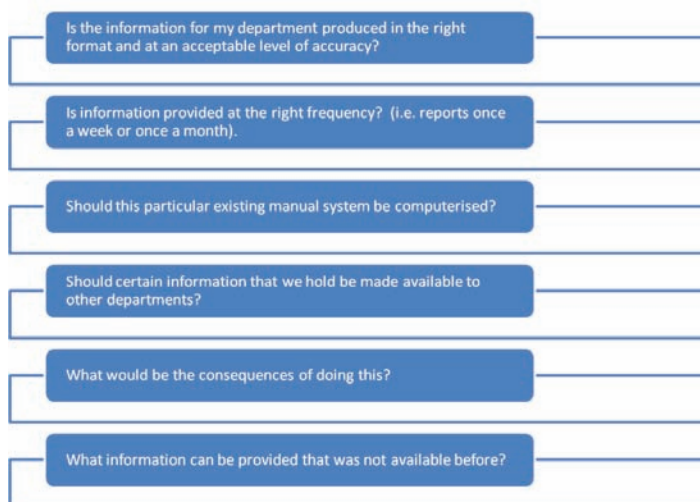 Is the information for my department produced in the right
format and at an acceptable level of accuracy?
Is information provided at the right frequency? (i.e. reports once
a week or once a month).
Should this particular existing manual system be computerised?
Should certain information that we hold be made available to
other departments?
What would be the consequences of doing this?
What information can be provided that was not available before?